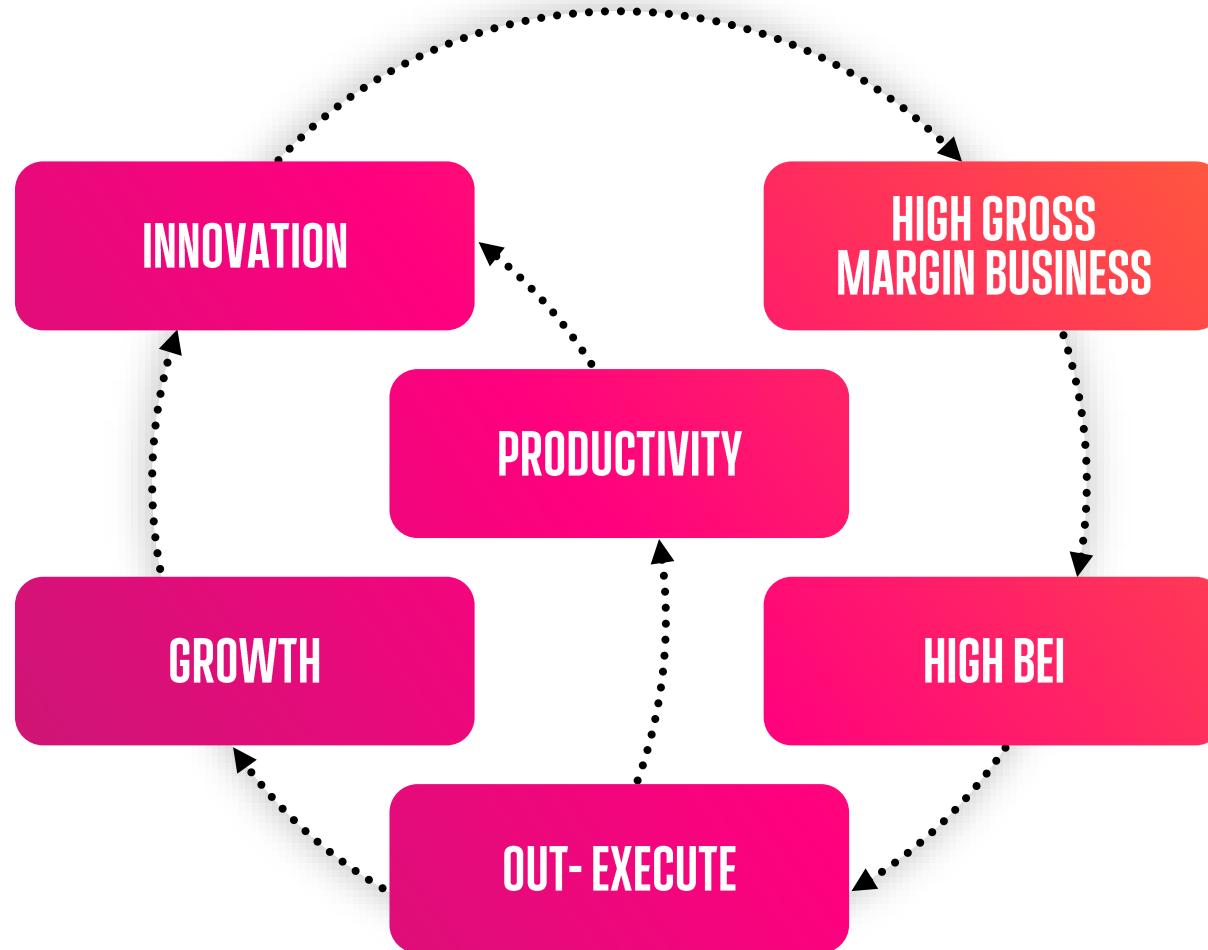 INNOVATION
HIGH GROSS
MARGIN BUSINESS
PRODUCTIVITY
GROWTH
HIGH BEI
OUT- EXECUTE